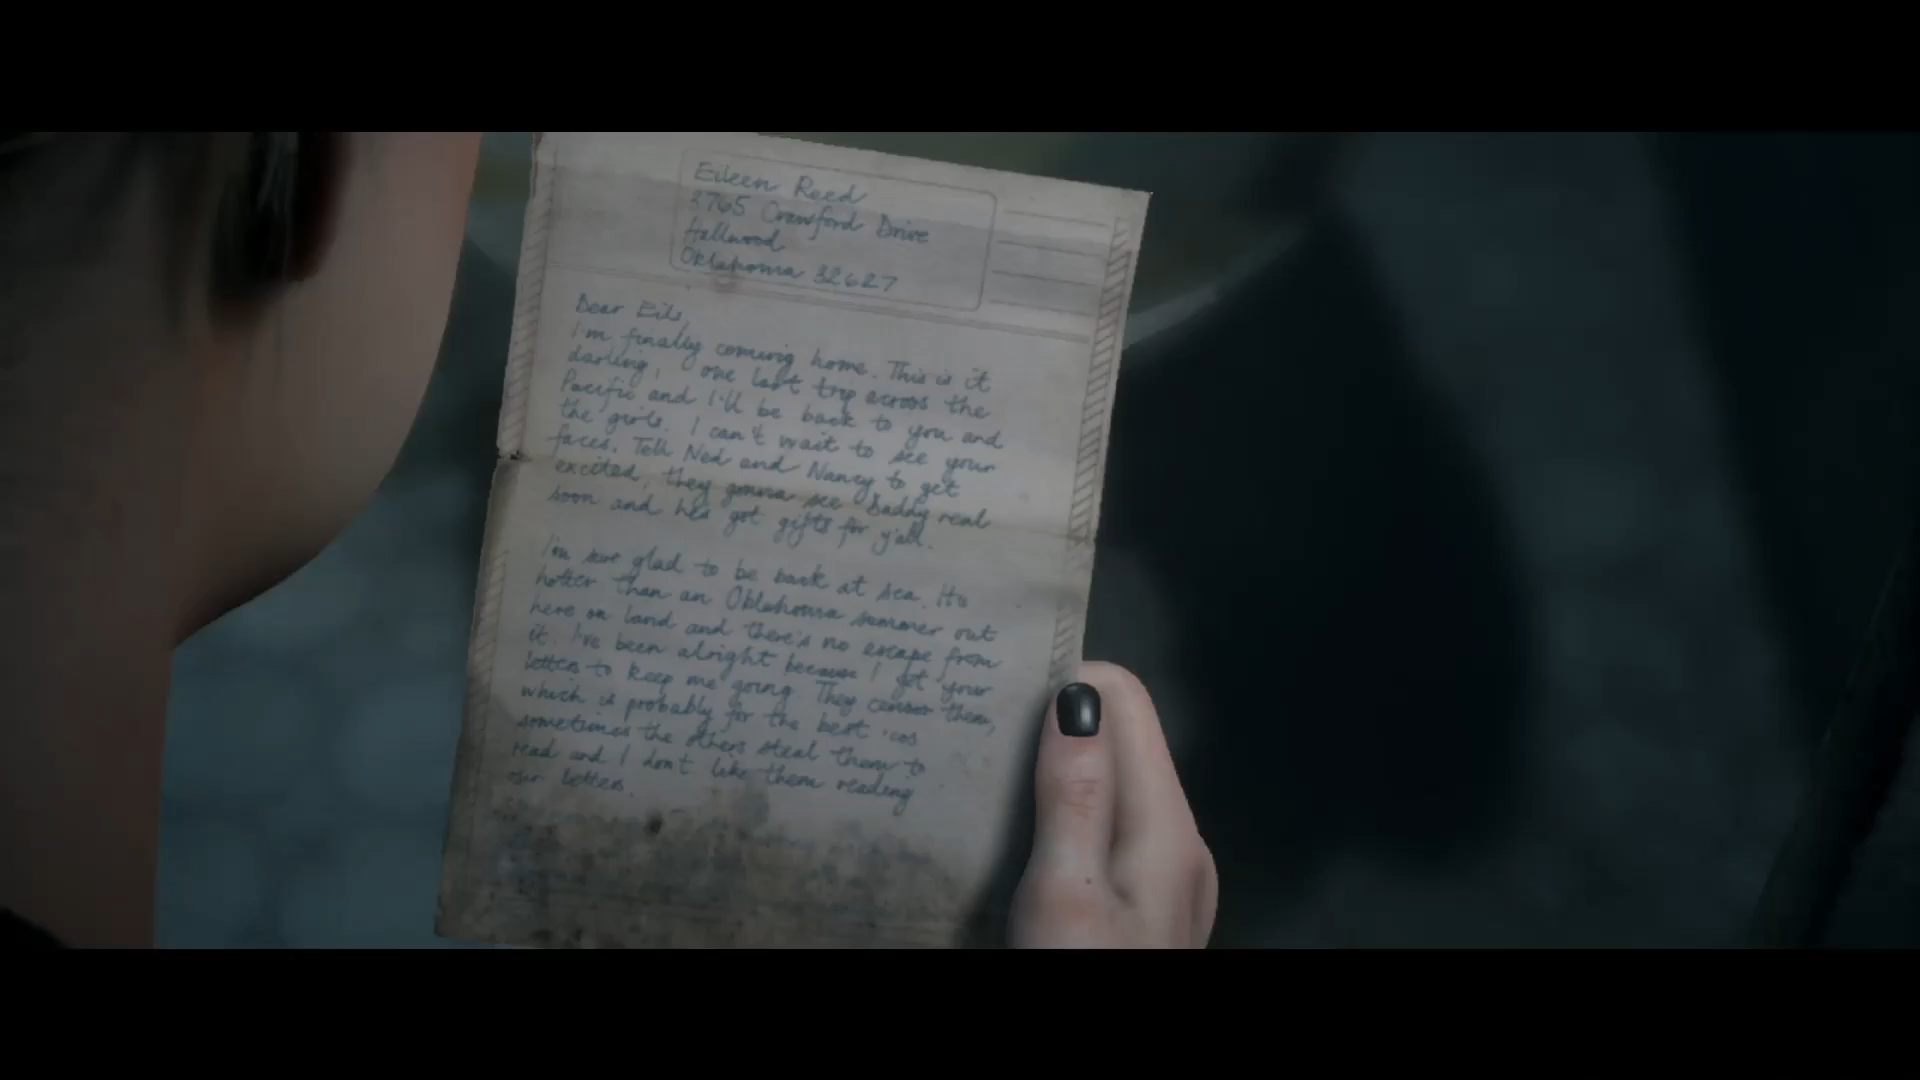 Eileen Reed
3765 Crawford Drive
Hallwood
Oklahoma 32627
Dear Eile,
I'm finally coming home. This is it
darling, one last trip across the
Pacific and I'll be back to you and
the girls. I can't wait to see your
faces. Tell Ned and Nancy to get
excited, they gonna see Daddy real
soon and he's got gifts for y'all.
I'm sure glad to be back at sea. It's
hotter than an Oklahoma summer out
here on land and there's no escape from
it. I've been alright because I got your
letters to keep me going. They censor them,
which is probably for the best 'cos
sometimes the others steal them to
read and I don't like them reading
our letters.